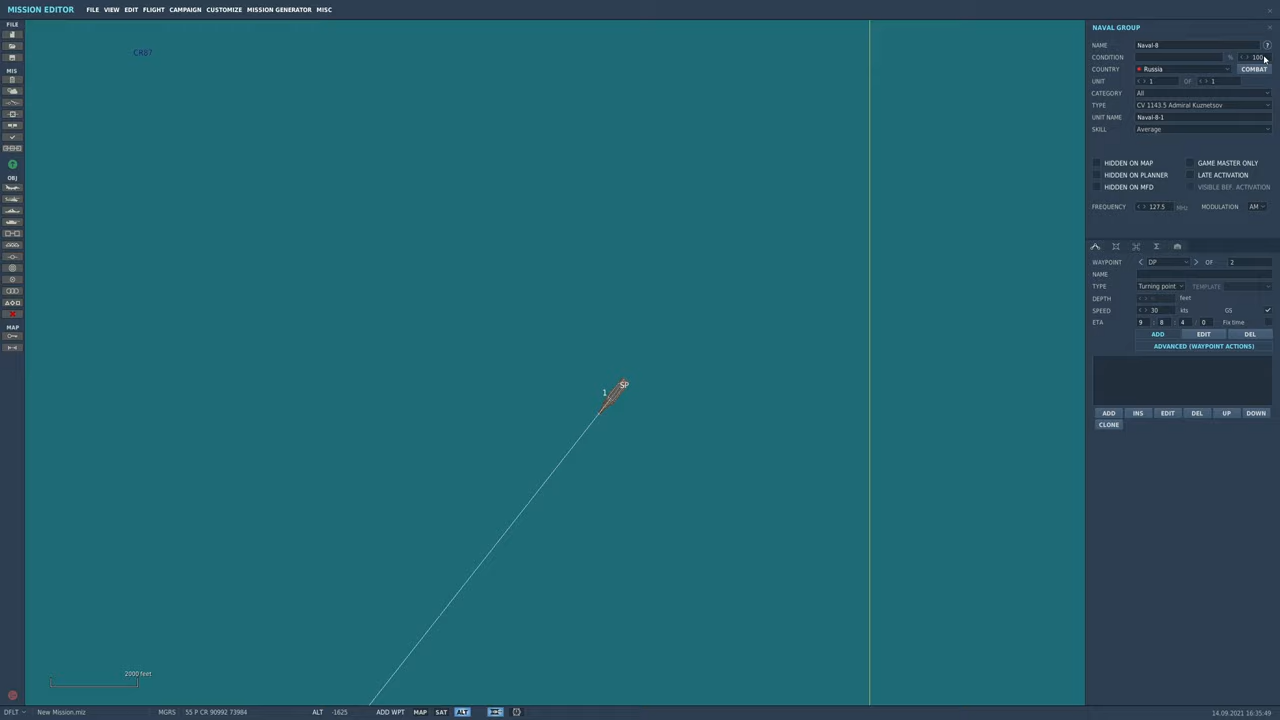 MISSION EDITOR FILE VIEW EDIT FLIGHT CAMPAIGN CUSTOMIZE MISSION GENERATOR MISC
FILE
MIS
OBJ
MAP
CR87
1 SP
2000 feet
NAVAL GROUP
NAME Naval-8 ?
CONDITION % 100
COUNTRY Russia COMBAT
UNIT 1 OF 1
CATEGORY All
TYPE CV 1143.5 Admiral Kuznetsov
UNIT NAME Naval-8-1
SKILL Average
HIDDEN ON MAP GAME MASTER ONLY
HIDDEN ON PLANNER LATE ACTIVATION
HIDDEN ON MFD VISIBLE BEF. ACTIVATION
FREQUENCY 127.5 MHz MODULATION AM
WAYPOINT DP OF 2
NAME
TYPE Turning point TEMPLATE
DEPTH feet
SPEED 30 kts GS
ETA 9 : 8 : 4 : 0 Fix time
ADD EDIT DEL
ADVANCED (WAYPOINT ACTIONS)
ADD INS EDIT DEL UP DOWN
CLONE
DFLT New Mission.miz MGRS 55 P CR 90992 73984 ALT -1625 ADD WPT MAP SAT ALT 14.09.2021 16:35:49